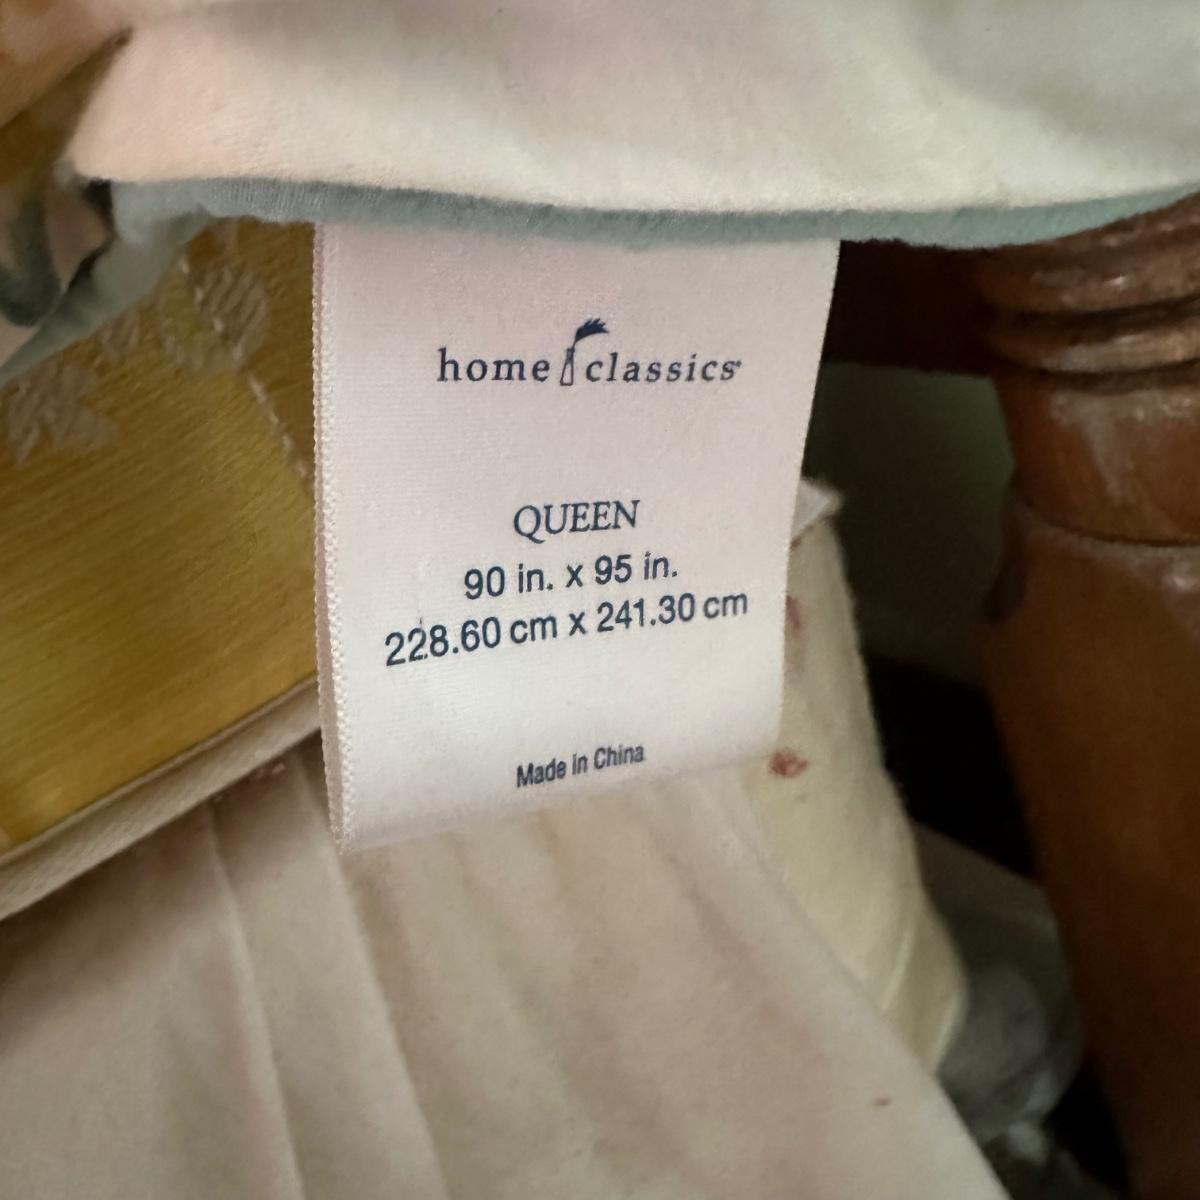 home classics
QUEEN
90 in. x 95 in.
228.60 cm x 241.30 cm
Made in China